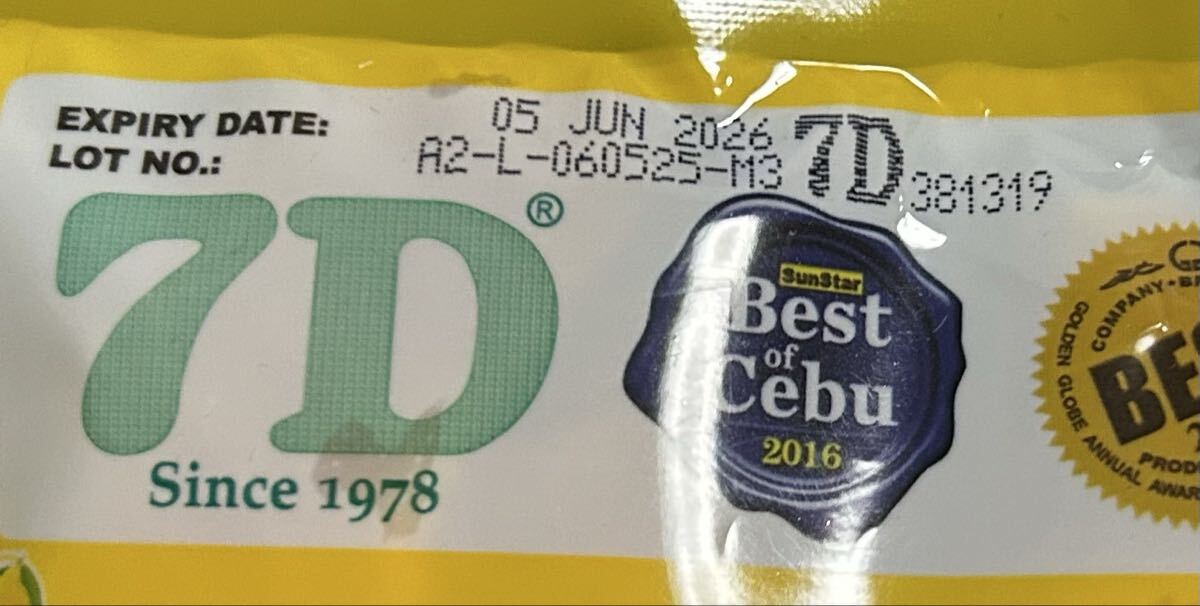 EXPIRY DATE: 05 JUN 2026
LOT NO.: A2-L-060525-M3 7D 381319
7D®
Since 1978
SunStar
Best
of
Cebu
2016
COMPANY
GOLDEN GLOBE ANNUAL